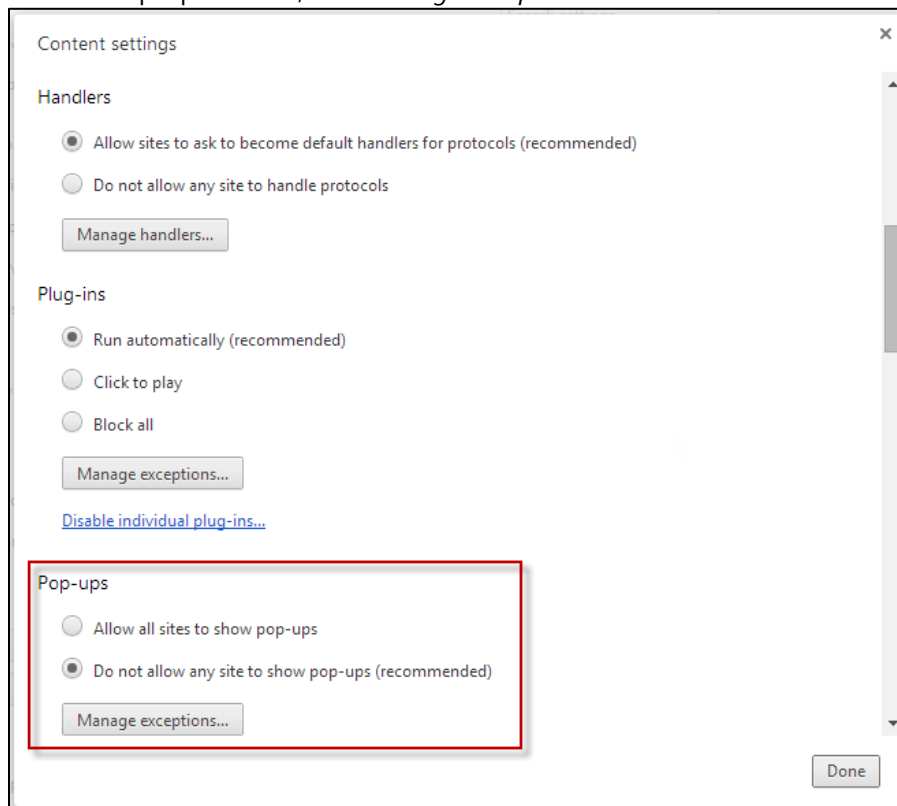 Content settings
×
Handlers
Allow sites to ask to become default handlers for protocols (recommended)
Do not allow any site to handle protocols
Manage handlers...
Plug-ins
Run automatically (recommended)
Click to play
Block all
Manage exceptions...
Disable individual plug-ins...
Pop-ups
Allow all sites to show pop-ups
Do not allow any site to show pop-ups (recommended)
Manage exceptions...
Done